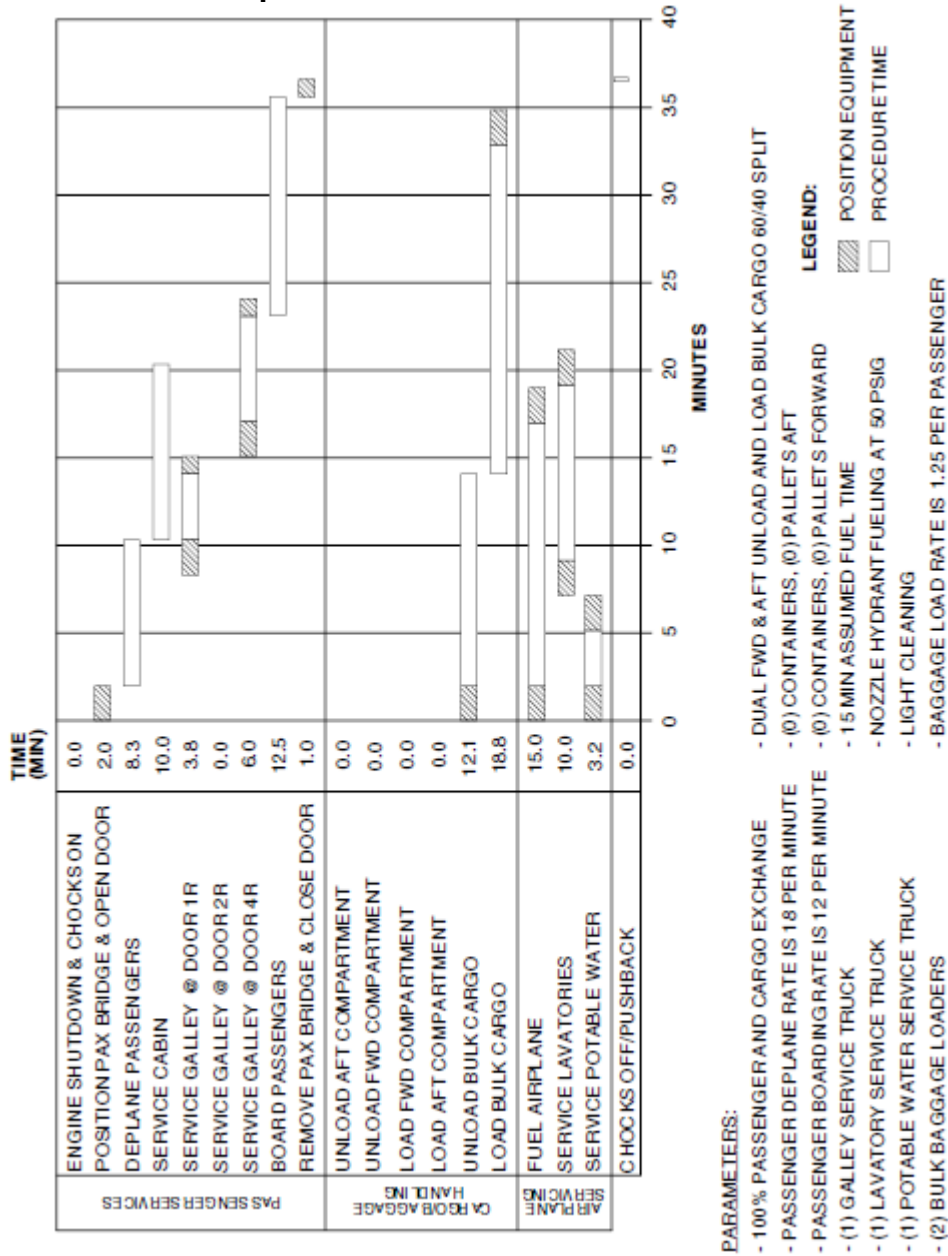 TIME
(MIN)
PASSENGER SERVICES
ENGINE SHUTDOWN & CHOCKS ON 0.0
POSITION PAX BRIDGE & OPEN DOOR 2.0
DEPLANE PASSENGERS 8.3
SERVICE CABIN 10.0
SERVICE GALLEY @ DOOR 1R 3.8
SERVICE GALLEY @ DOOR 2R 0.0
SERVICE GALLEY @ DOOR 4R 6.0
BOARD PASSENGERS 12.5
REMOVE PAX BRIDGE & CLOSE DOOR 1.0
CARGO/BAGGAGE
HANDLING
UNLOAD AFT COMPARTMENT 0.0
UNLOAD FWD COMPARTMENT 0.0
LOAD FWD COMPARTMENT 0.0
LOAD AFT COMPARTMENT 0.0
UNLOAD BULK CARGO 12.1
LOAD BULK CARGO 18.8
AIRPLANE
SERVICING
FUEL AIRPLANE 15.0
SERVICE LAVATORIES 10.0
SERVICE POTABLE WATER 3.2
CHOCKS OFF/PUSHBACK 0.0
0 5 10 15 20 25 30 35 40
MINUTES
PARAMETERS:
- 100% PASSENGER AND CARGO EXCHANGE
- PASSENGER DEPLANE RATE IS 18 PER MINUTE
- PASSENGER BOARDING RATE IS 12 PER MINUTE
- (1) GALLEY SERVICE TRUCK
- (1) LAVATORY SERVICE TRUCK
- (1) POTABLE WATER SERVICE TRUCK
- (2) BULK BAGGAGE LOADERS
- DUAL FWD & AFT UNLOAD AND LOAD BULK CARGO 60/40 SPLIT
- (0) CONTAINERS, (0) PALLETS AFT
- (0) CONTAINERS, (0) PALLETS FORWARD
- 15 MIN ASSUMED FUEL TIME
- NOZZLE HYDRANT FUELING AT 50 PSIG
- LIGHT CLEANING
- BAGGAGE LOAD RATE IS 1.25 PER PASSENGER
LEGEND:
POSITION EQUIPMENT
PROCEDURE TIME